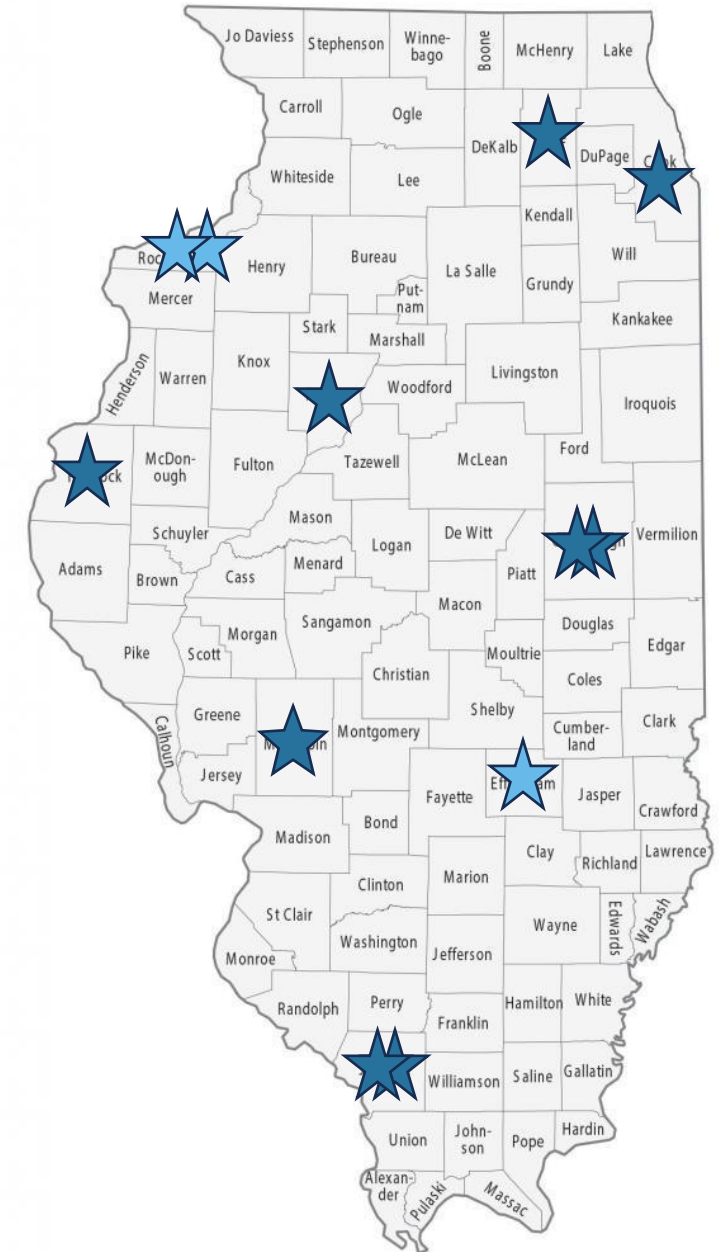 Jo Daviess
Stephenson
Winne-
bago
Boone
McHenry
Lake
Carroll
Ogle
DeKalb
DuPage
Whiteside
Lee
Kendall
Will
Henry
Bureau
La Salle
Grundy
Mercer
Put-
nam
Kankakee
Stark
Marshall
Knox
Henderson
Warren
Woodford
Livingston
Iroquois
McDon-
ough
Fulton
Tazewell
McLean
Ford
Schuyler
Mason
Logan
De Witt
Vermilion
Adams
Brown
Cass
Menard
Piatt
Macon
Pike
Scott
Morgan
Sangamon
Christian
Moultrie
Douglas
Edgar
Coles
Shelby
Greene
Calhoun
Jersey
Montgomery
Cumber-
land
Clark
Fayette
Jasper
Crawford
Madison
Bond
Clay
Richland
Lawrence
Clinton
Marion
St Clair
Wayne
Edwards
Wabash
Washington
Jefferson
Monroe
Randolph
Perry
Hamilton
White
Franklin
Williamson
Saline
Gallatin
Union
John-
son
Pope
Hardin
Alexan-
der
Pulaski
Massac